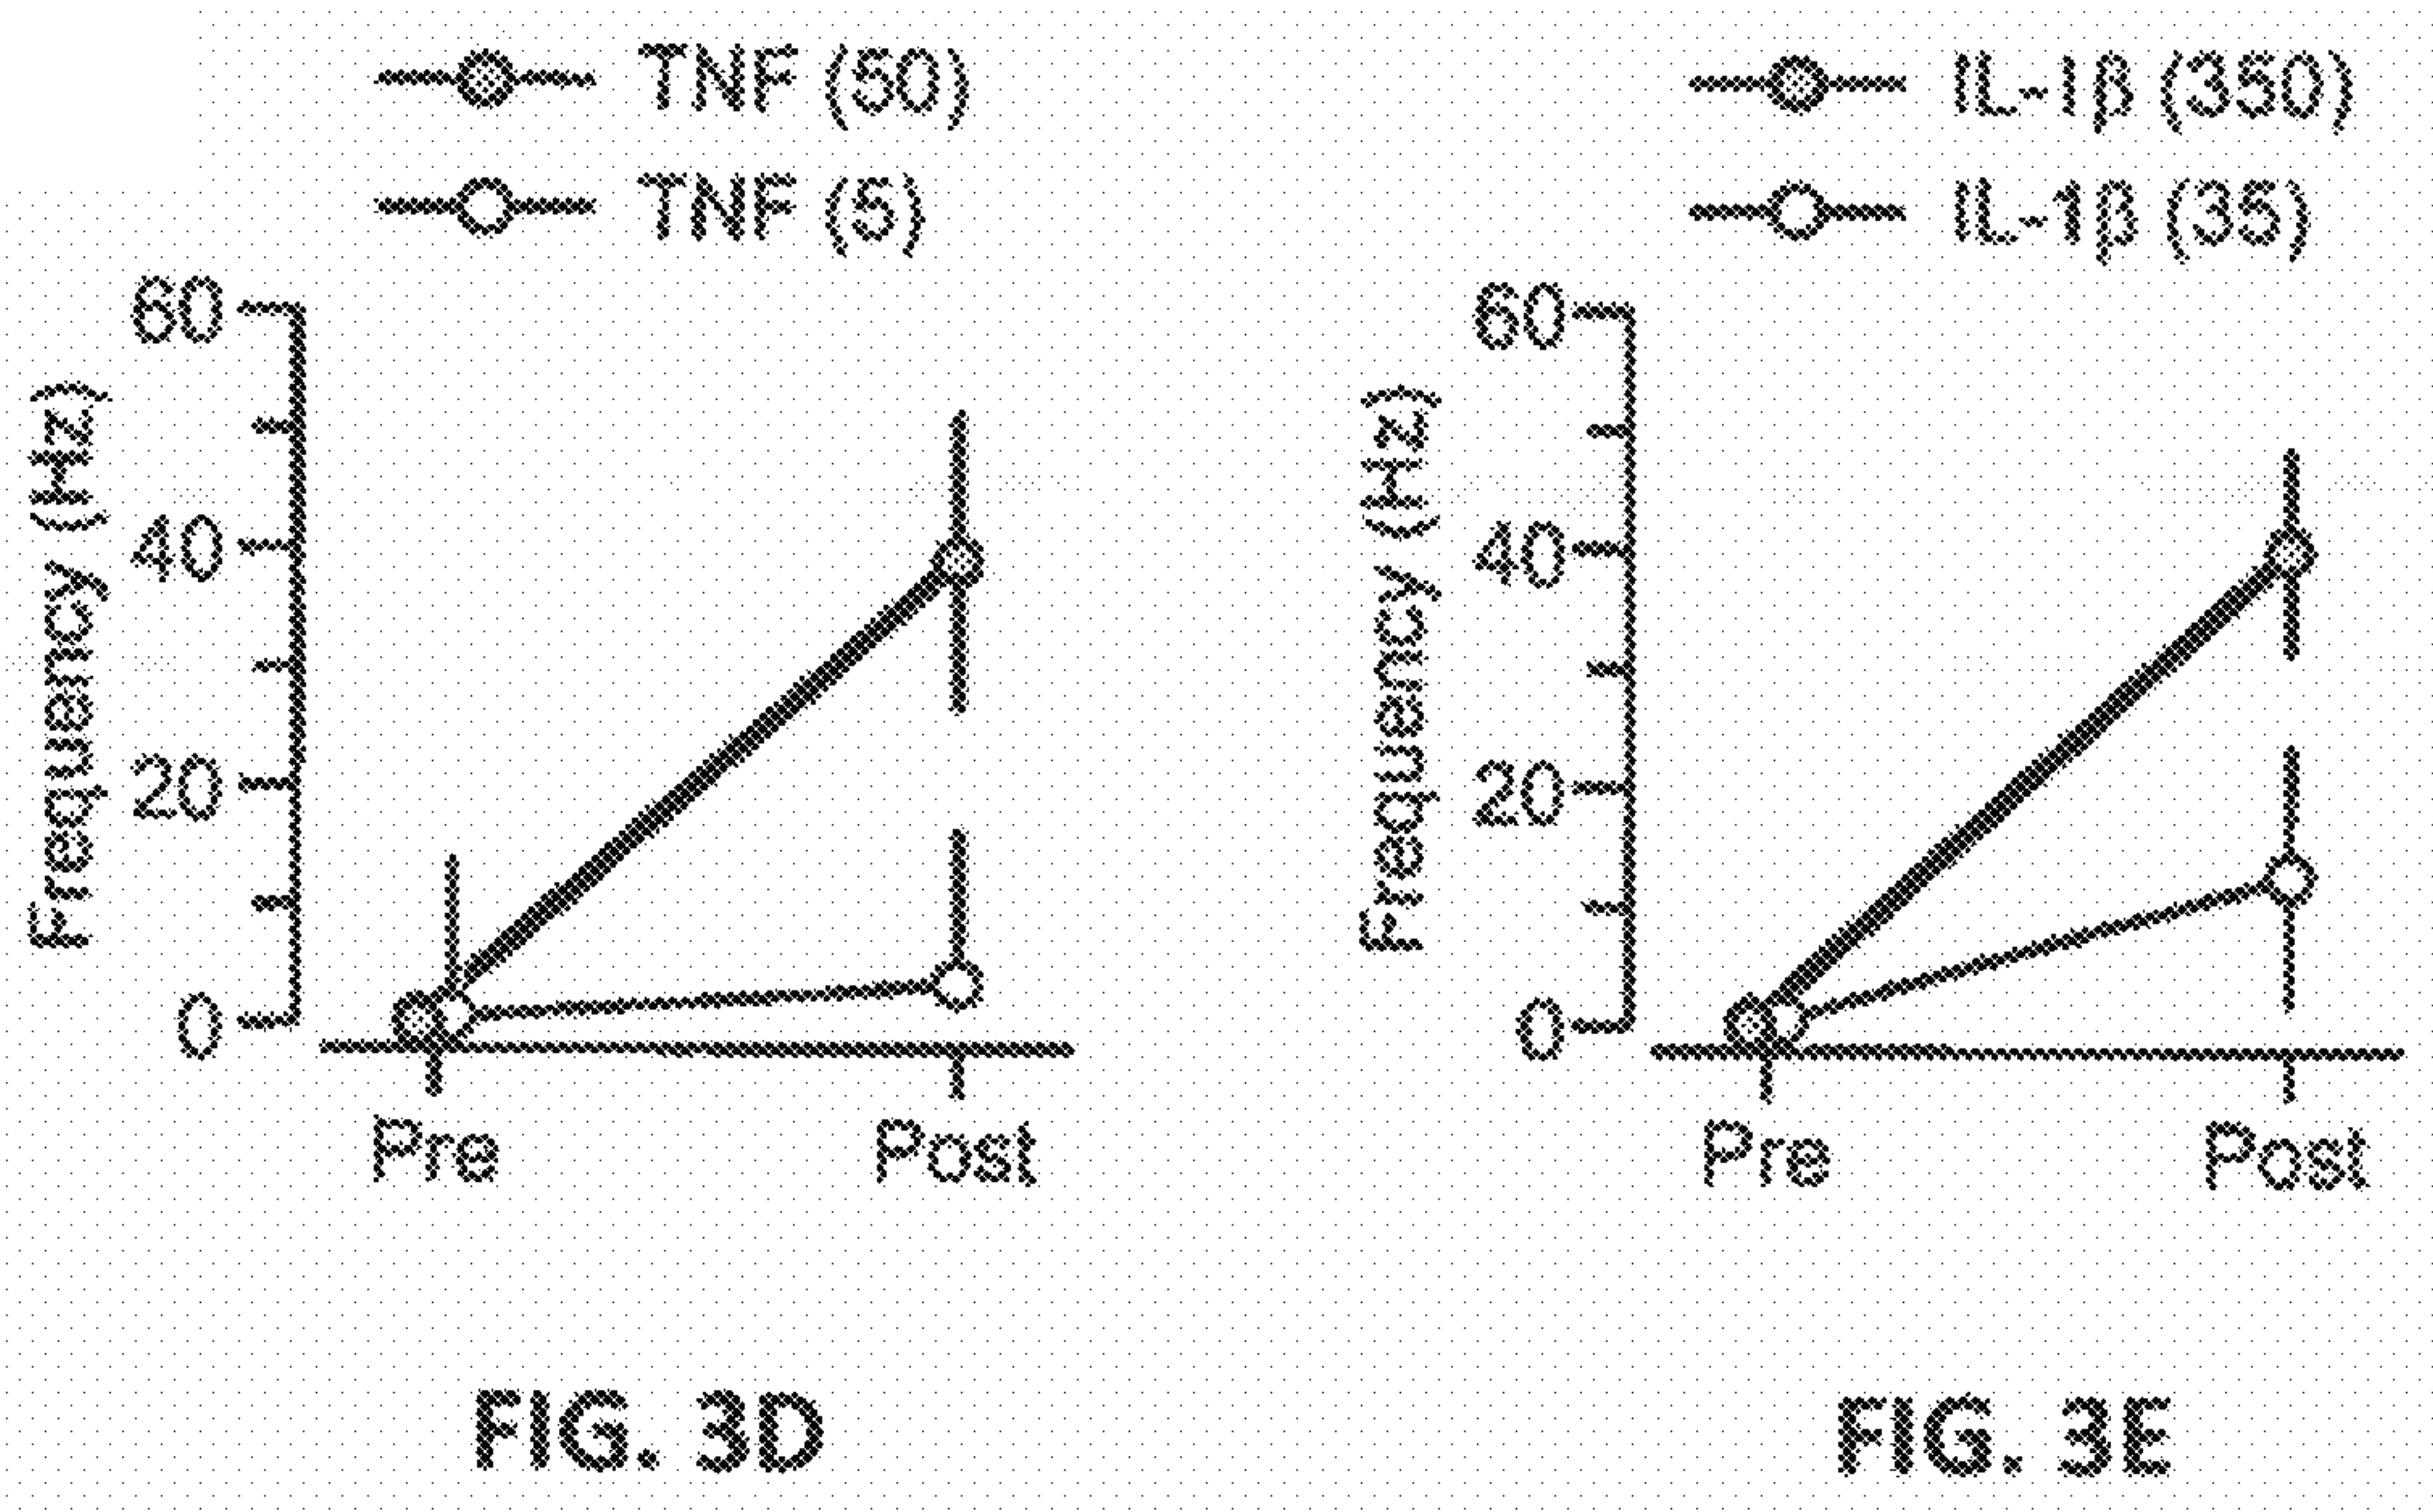 TNF (50)
TNF (5)
60
40
20
0
Frequency (Hz)
Pre
Post
FIG. 3D
IL-1β (350)
IL-1β (35)
60
40
20
0
Frequency (Hz)
Pre
Post
FIG. 3E